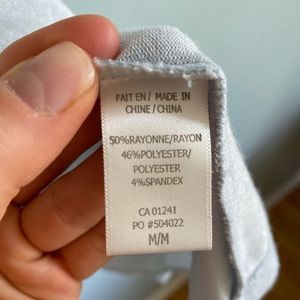 FAIT EN / MADE IN
CHINE / CHINA
50%RAYONNE/RAYON
46%POLYESTER/
POLYESTER
4%SPANDEX
CA 01241
PO #504022
M/M